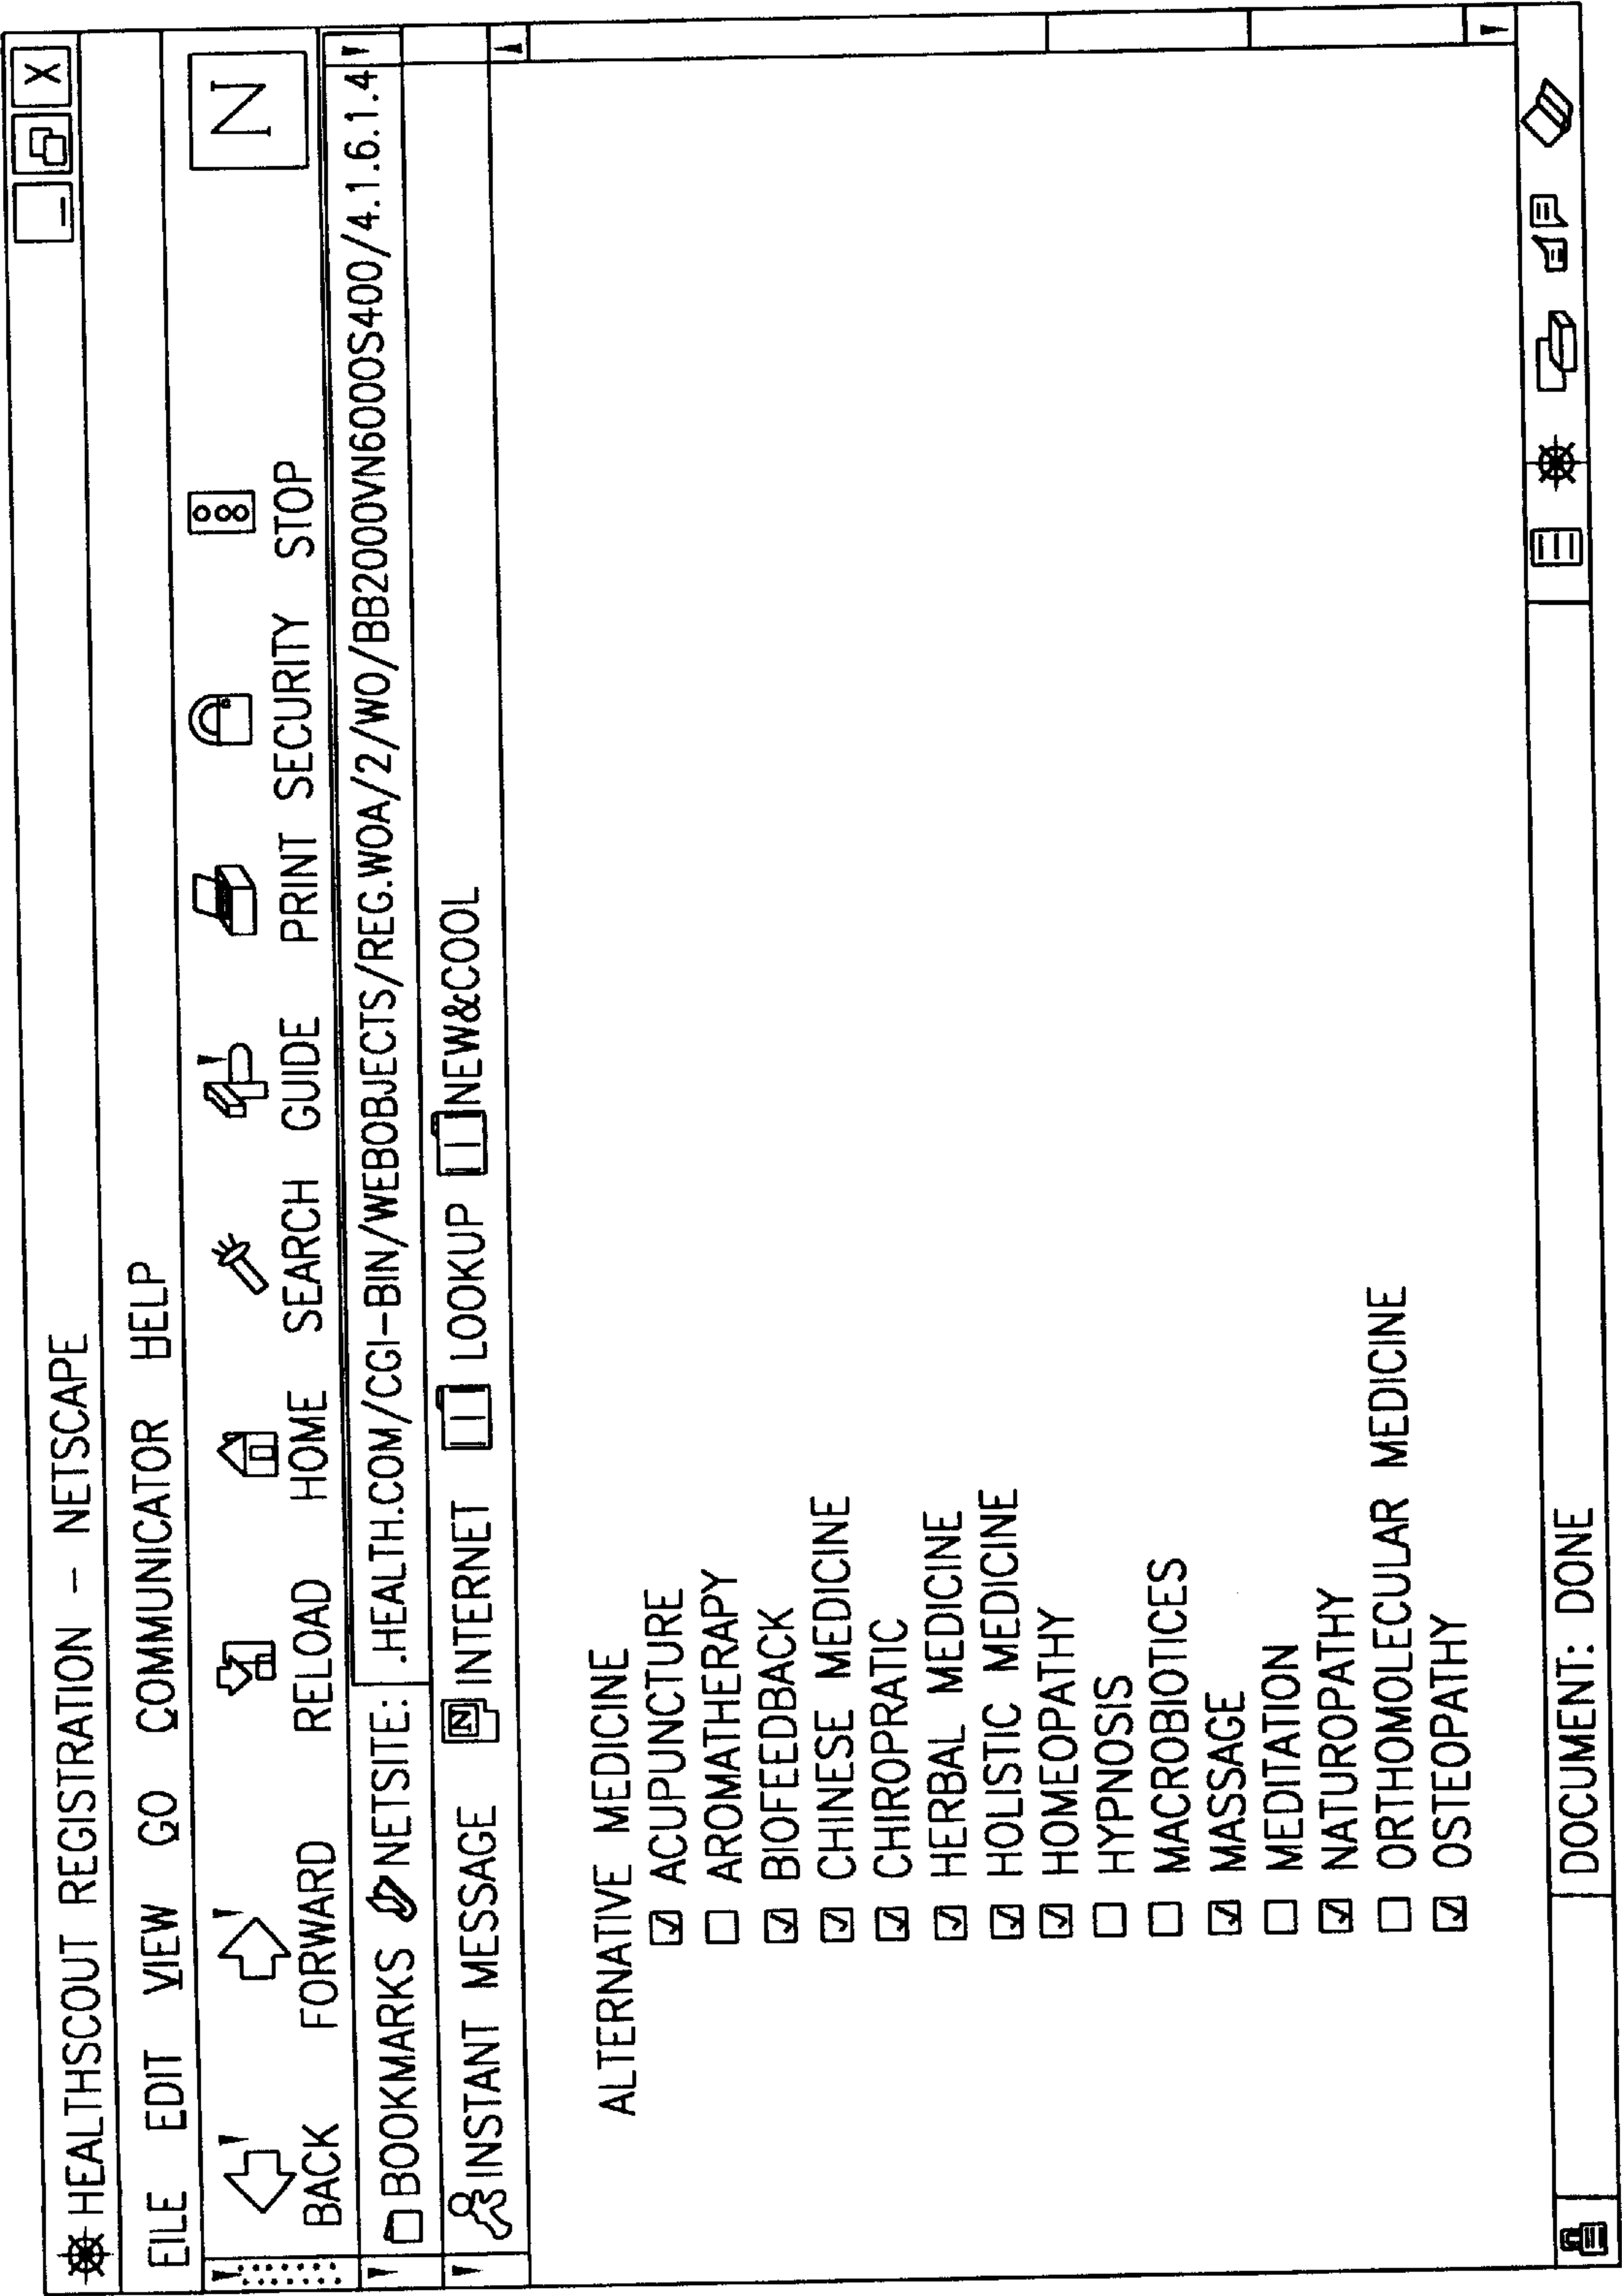 HEALTHSCOUT REGISTRATION - NETSCAPE X
FILE EDIT VIEW GO COMMUNICATOR HELP
N
BACK FORWARD RELOAD HOME SEARCH GUIDE PRINT SECURITY STOP
BOOKMARKS NETSITE: .HEALTH.COM/CGI-BIN/WEBOBJECTS/REG.WOA/2/WO/BB2000VN6000S400/4.1.6.1.4
INSTANT MESSAGE N INTERNET LOOKUP NEW&COOL
ALTERNATIVE MEDICINE
☑ ACUPUNCTURE
☐ AROMATHERAPY
☑ BIOFEEDBACK
☑ CHINESE MEDICINE
☑ CHIROPRATIC
☑ HERBAL MEDICINE
☑ HOLISTIC MEDICINE
☑ HOMEOPATHY
☐ HYPNOSIS
☐ MACROBIOTICES
☑ MASSAGE
☐ MEDITATION
☑ NATUROPATHY
☐ ORTHOMOLECULAR MEDICINE
☑ OSTEOPATHY
DOCUMENT: DONE